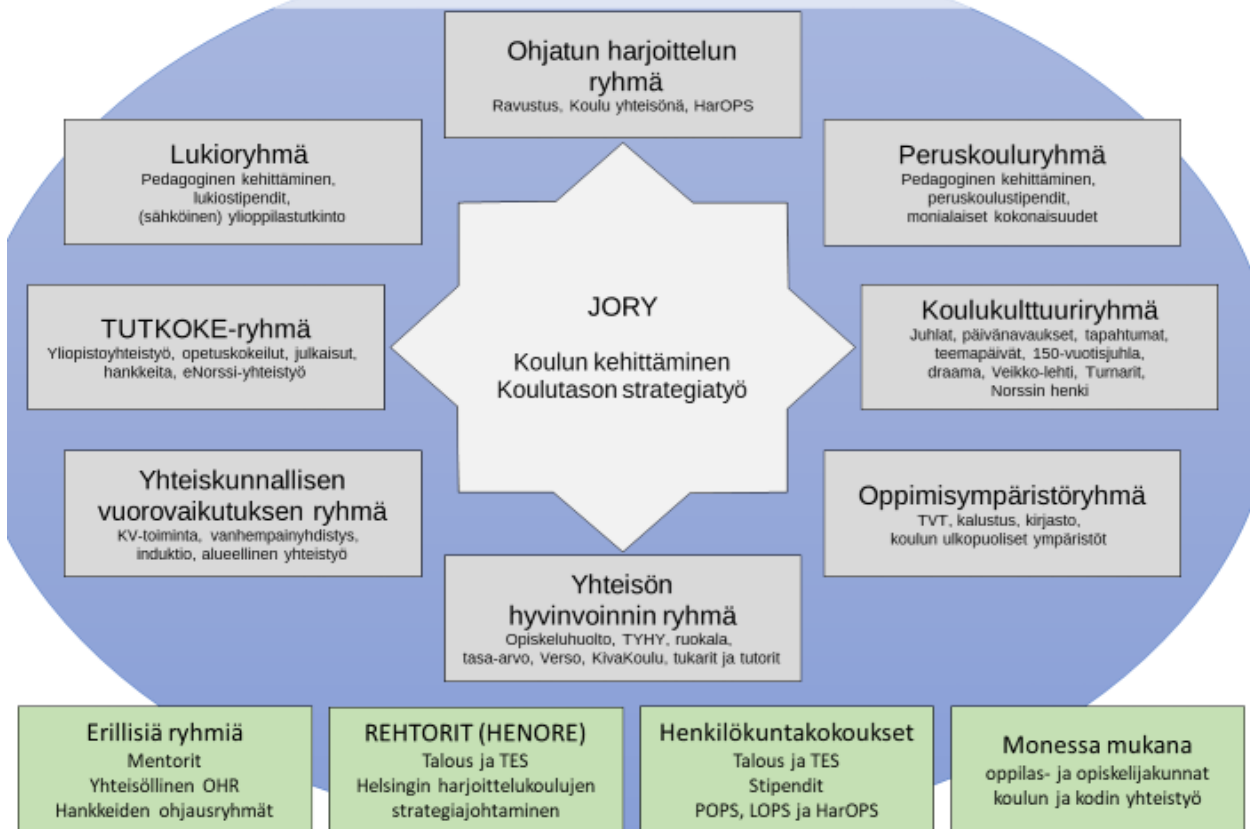 Ohjatun harjoittelun
ryhmä
Ravustus, Koulu yhteisönä, HarOPS
Lukioryhmä
Pedagoginen kehittäminen,
lukiostipendit,
(sähköinen) ylioppilastutkinto
Peruskouluryhmä
Pedagoginen kehittäminen,
peruskoulustipendit,
monialaiset kokonaisuudet
JORY
Koulun kehittäminen
Koulutason strategiatyö
TUTKOKE-ryhmä
Yliopistoyhteistyö, opetuskokeilut, julkaisut,
hankkeita, eNorssi-yhteistyö
Koulukulttuuriryhmä
Juhlat, päivänavaukset, tapahtumat,
teemapäivät, 150-vuotisjuhla,
draama, Veikko-lehti, Turnarit,
Norssin henki
Yhteiskunnallisen
vuorovaikutuksen ryhmä
KV-toiminta, vanhempainyhdistys,
induktio, alueellinen yhteistyö
Oppimisympäristöryhmä
TVT, kalustus, kirjasto,
koulun ulkopuoliset ympäristöt
Yhteisön
hyvinvoinnin ryhmä
Opiskeluhuolto, TYHY, ruokala,
tasa-arvo, Verso, KivaKoulu, tukarit ja tutorit
Erillisiä ryhmiä
Mentorit
Yhteisöllinen OHR
Hankkeiden ohjausryhmät
REHTORIT (HENORE)
Talous ja TES
Helsingin harjoittelukoulujen
strategiajohtaminen
Henkilökuntakokoukset
Talous ja TES
Stipendit
POPS, LOPS ja HarOPS
Monessa mukana
oppilas- ja opiskelijakunnat
koulun ja kodin yhteistyö